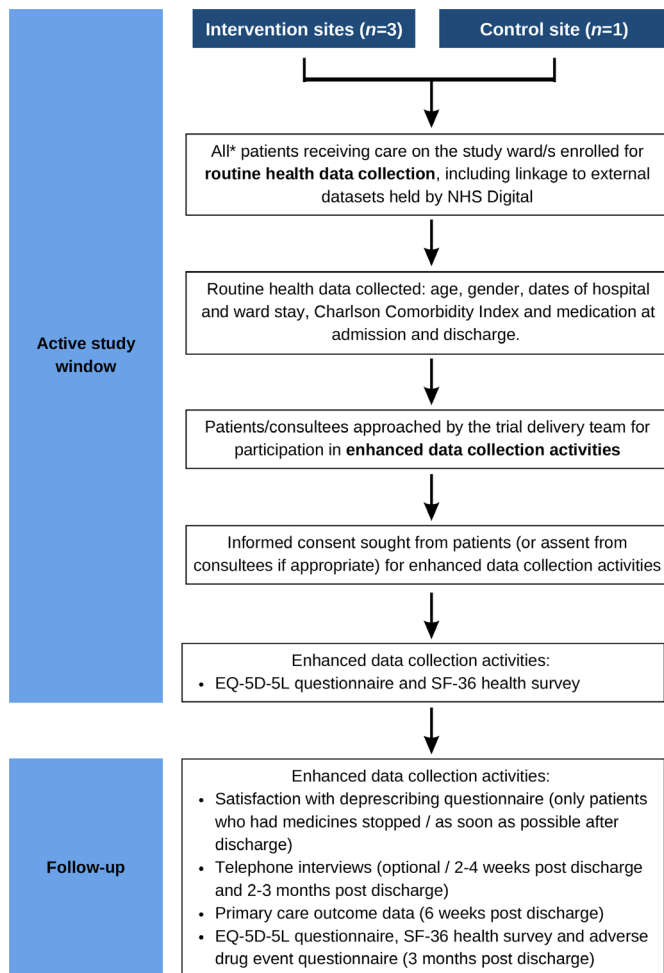 Intervention sites (n=3)
Control site (n=1)
All* patients receiving care on the study ward/s enrolled for
routine health data collection, including linkage to external
datasets held by NHS Digital
Routine health data collected: age, gender, dates of hospital
and ward stay, Charlson Comorbidity Index and medication at
admission and discharge.
Active study
window
Patients/consultees approached by the trial delivery team for
participation in enhanced data collection activities
Informed consent sought from patients (or assent from
consultees if appropriate) for enhanced data collection activities
Enhanced data collection activities:
• EQ-5D-5L questionnaire and SF-36 health survey
Follow-up
Enhanced data collection activities:
• Satisfaction with deprescribing questionnaire (only patients
who had medicines stopped / as soon as possible after
discharge)
• Telephone interviews (optional / 2-4 weeks post discharge
and 2-3 months post discharge)
• Primary care outcome data (6 weeks post discharge)
• EQ-5D-5L questionnaire, SF-36 health survey and adverse
drug event questionnaire (3 months post discharge)